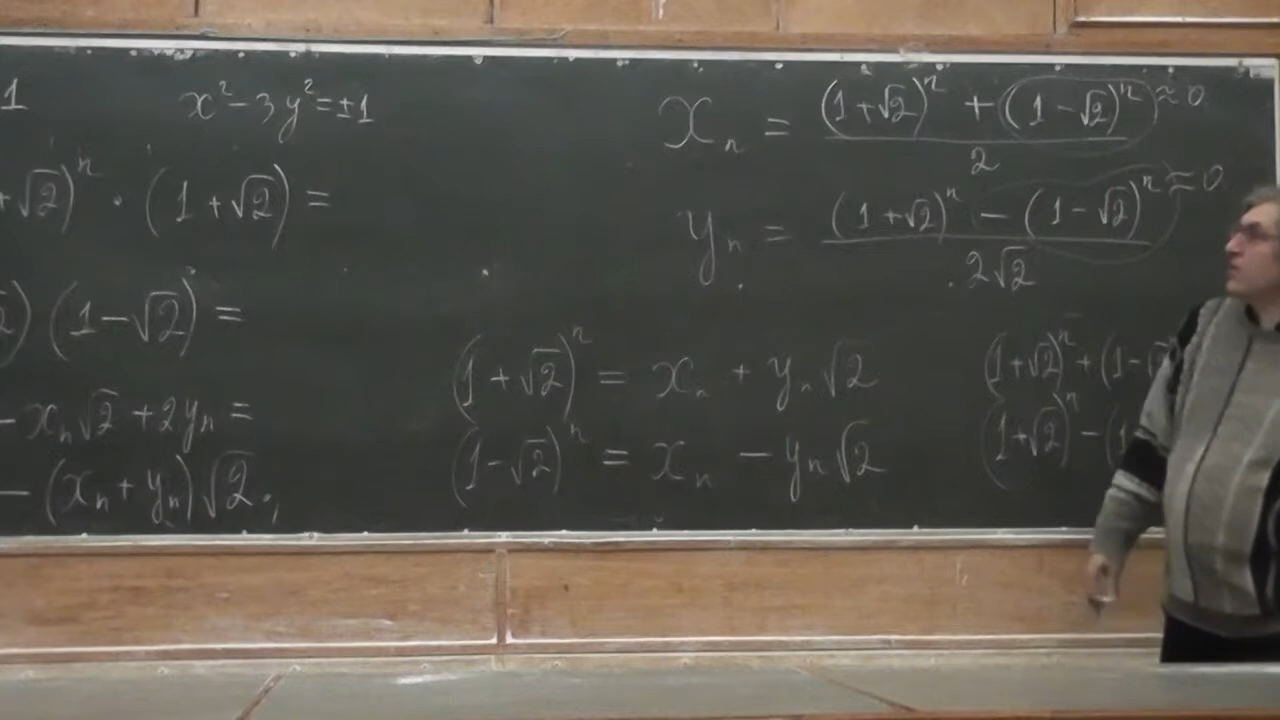 1
x² - 3y² = ±1
+√2)ⁿ · (1 + √2) =
2) (1 - √2) =
- xₙ√2 + 2yₙ =
- (xₙ + yₙ)√2 .,
xₙ = ((1+√2)ⁿ + (1-√2)ⁿ) / 2 ≈ 0
yₙ = ((1+√2)ⁿ - (1-√2)ⁿ) / 2√2 ≈ 0
(1 + √2)ⁿ = xₙ + yₙ√2
(1 - √2)ⁿ = xₙ - yₙ√2
(1+√2)ⁿ + (1-√
(1+√2)ⁿ - (1